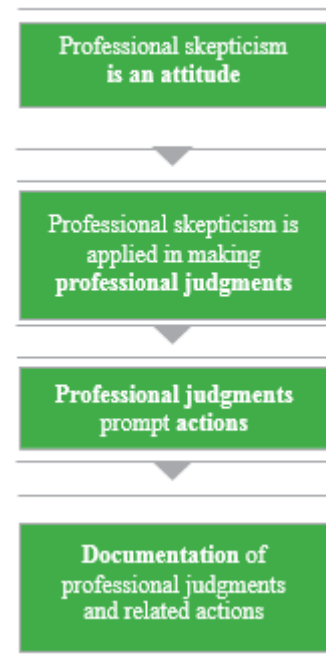 Professional skepticism
is an attitude
Professional skepticism is
applied in making
professional judgments
Professional judgments
prompt actions
Documentation of
professional judgments
and related actions